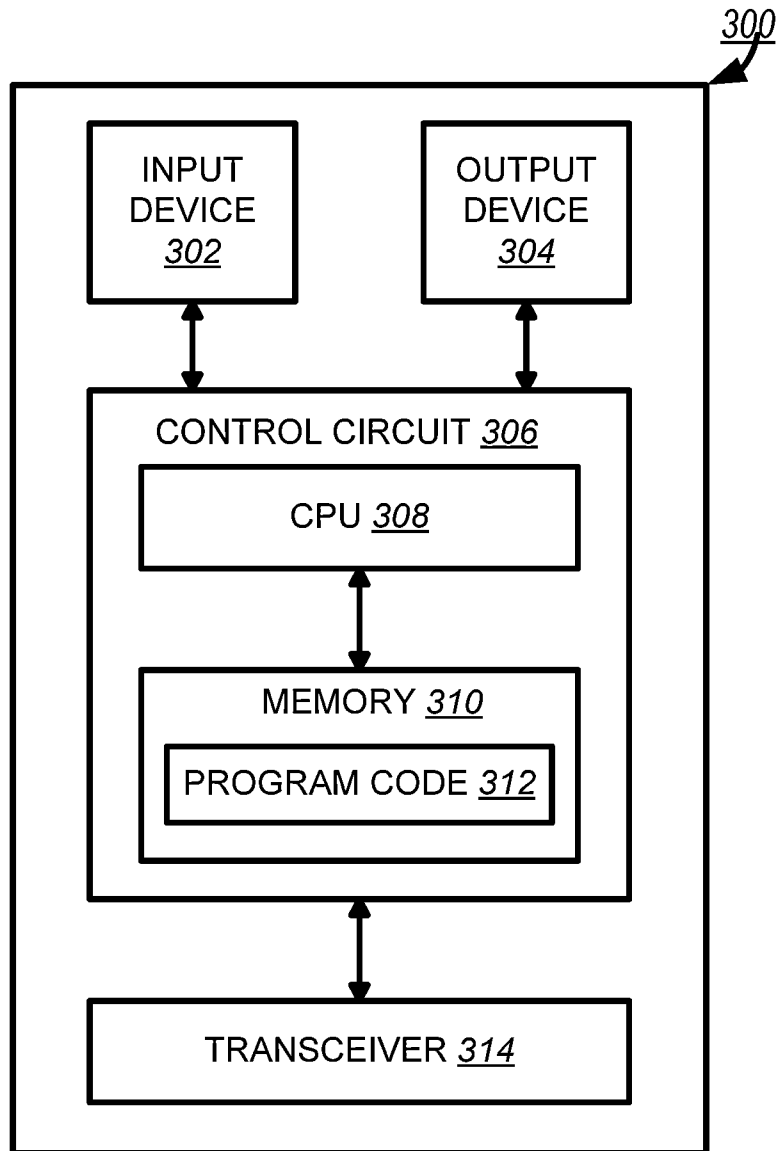 300
INPUT
DEVICE
302
OUTPUT
DEVICE
304
CONTROL CIRCUIT 306
CPU 308
MEMORY 310
PROGRAM CODE 312
TRANSCEIVER 314